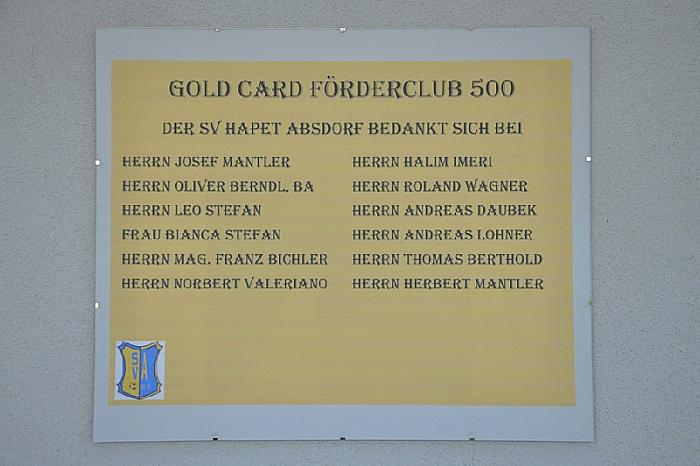 GOLD CARD FÖRDERCLUB 500
DER SV HAPET ABSDORF BEDANKT SICH BEI
HERRN JOSEF MANTLER
HERRN OLIVER BERNDL, BA
HERRN LEO STEFAN
FRAU BIANCA STEFAN
HERRN MAG. FRANZ BICHLER
HERRN NORBERT VALERIANO
HERRN HALIM IMERI
HERRN ROLAND WAGNER
HERRN ANDREAS DAUBEK
HERRN ANDREAS LOHNER
HERRN THOMAS BERTHOLD
HERRN HERBERT MANTLER
SVA